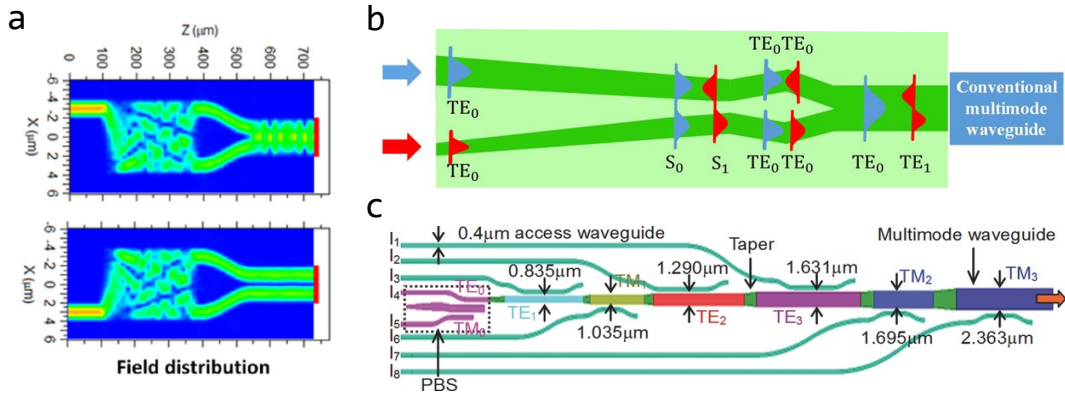 a
Z (μm)
0
100
200
300
400
500
600
700
X (μm)
-6
-4
-2
0
2
4
6
X (μm)
-6
-4
-2
0
2
4
6
Field distribution
b
TE₀
TE₀
S₀
S₁
TE₀TE₀
TE₀ TE₀
TE₀
TE₁
Conventional
multimode
waveguide
c
I₁
I₂
I₃
I₄
I₅
I₆
I₇
I₈
0.4μm access waveguide
Taper
Multimode waveguide
0.835μm
TM₁
1.290μm
1.631μm
TM₂
TM₃
TE₀
TM₀
TE₁
1.035μm
TE₂
TE₃
1.695μm
2.363μm
PBS